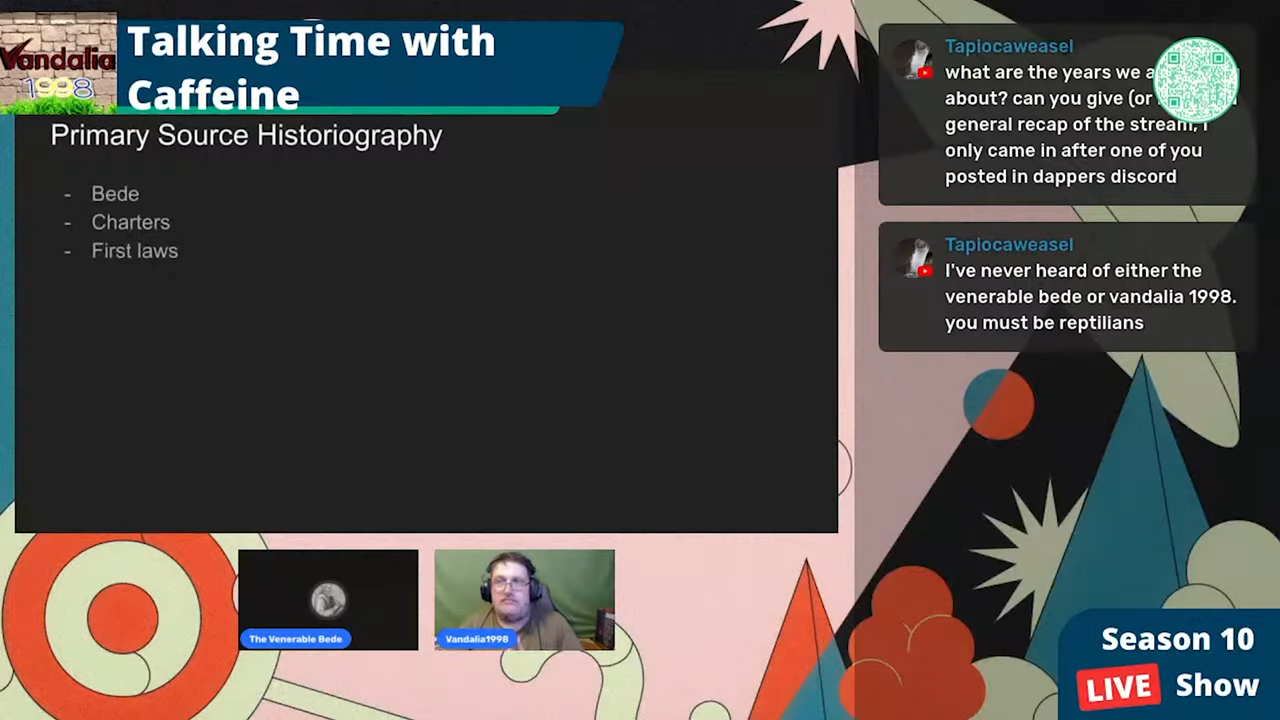 Vandalia
1998
Talking Time with
Caffeine
Primary Source Historiography
- Bede
- Charters
- First laws
Tapiocaweasel
what are the years we a
about? can you give (or
general recap of the stream, I
only came in after one of you
posted in dappers discord
Tapiocaweasel
I've never heard of either the
venerable bede or vandalia 1998.
you must be reptilians
The Venerable Bede
Vandalia1998
Season 10
LIVE Show